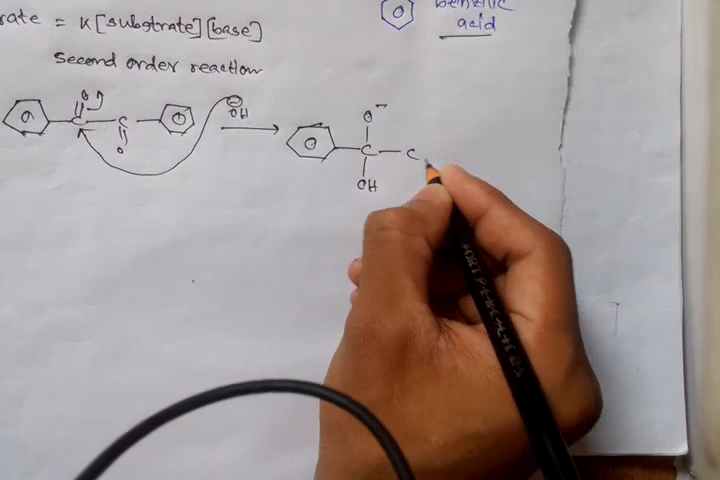 rate = K[substrate][base]
Second order reaction
benzilic
acid
O C C O OH
O⁻ C C OH